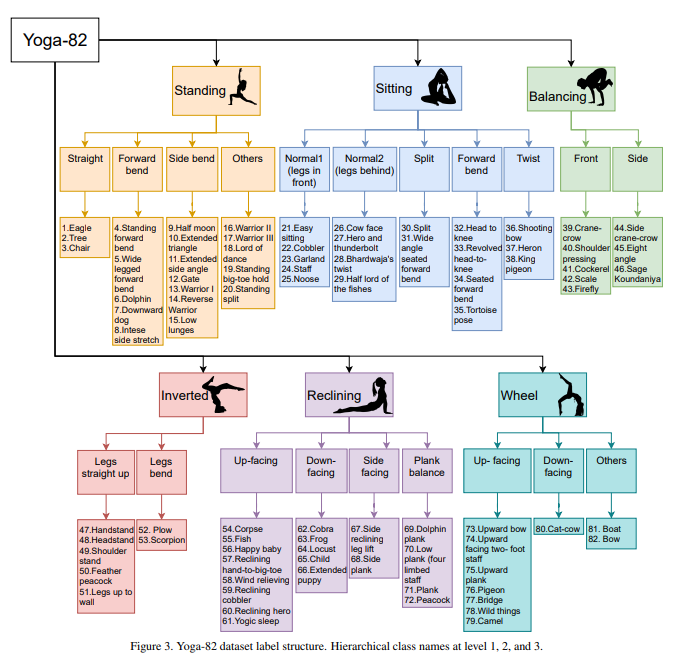 Yoga-82
Standing
Sitting
Balancing
Straight
Forward
bend
Side bend
Others
Normal1
(legs in
front)
Normal2
(legs behind)
Split
Forward
bend
Twist
Front
Side
1.Eagle
2.Tree
3.Chair
4.Standing
forward
bend
5.Wide
legged
forward
bend
6.Dolphin
7.Downward
dog
8.Intese
side stretch
9.Half moon
10.Extended
triangle
11.Extended
side angle
12.Gate
13.Warrior I
14.Reverse
Warrior
15.Low
lunges
16.Warrior II
17.Warrior III
18.Lord of
dance
19.Standing
big-toe hold
20.Standing
split
21.Easy
sitting
22.Cobbler
23.Garland
24.Staff
25.Noose
26.Cow face
27.Hero and
thunderbolt
28.Bhardwaja's
twist
29.Half lord of
the fishes
30.Split
31.Wide
angle
seated
forward
bend
32.Head to
knee
33.Revolved
head-to-
knee
34.Seated
forward
bend
35.Tortoise
pose
36.Shooting
bow
37.Heron
38.King
pigeon
39.Crane-
crow
40.Shoulder
pressing
41.Cockerel
42.Scale
43.Firefly
44.Side
crane-crow
45.Eight
angle
46.Sage
Koundaniya
Inverted
Reclining
Wheel
Legs
straight up
Legs
bend
Up-facing
Down-
facing
Side
facing
Plank
balance
Up- facing
Down-
facing
Others
47.Handstand
48.Headstand
49.Shoulder
stand
50.Feather
peacock
51.Legs up to
wall
52. Plow
53.Scorpion
54.Corpse
55.Fish
56.Happy baby
57.Reclining
hand-to-big-toe
58.Wind relieving
59.Reclining
cobbler
60.Reclining hero
61.Yogic sleep
62.Cobra
63.Frog
64.Locust
65.Child
66.Extended
puppy
67.Side
reclining
leg lift
68.Side
plank
69.Dolphin
plank
70.Low
plank (four
limbed
staff
71.Plank
72.Peacock
73.Upward bow
74.Upward
facing two- foot
staff
75.Upward
plank
76.Pigeon
77.Bridge
78.Wild things
79.Camel
80.Cat-cow
81. Boat
82. Bow
Figure 3. Yoga-82 dataset label structure. Hierarchical class names at level 1, 2, and 3.